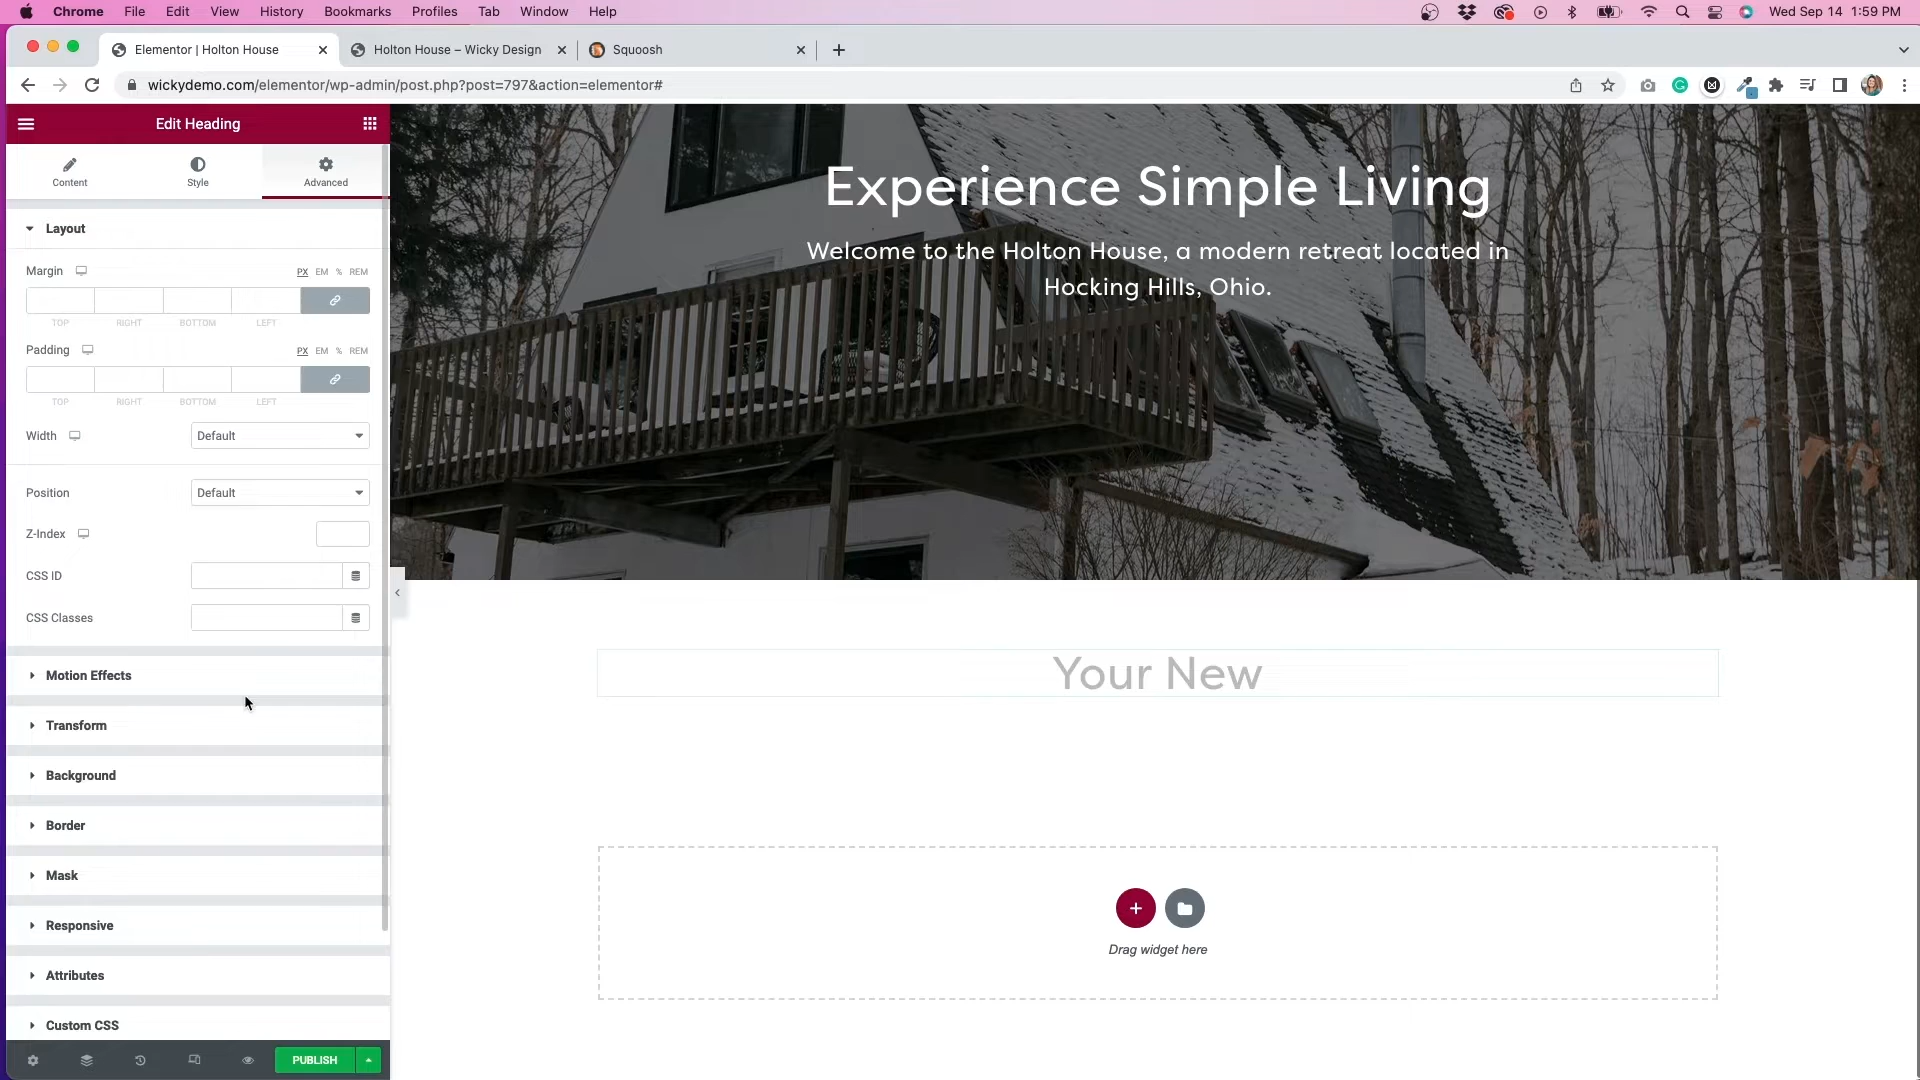 Chrome File Edit View History Bookmarks Profiles Tab Window Help Wed Sep 14 1:59 PM
Elementor | Holton House Holton House – Wicky Design Squoosh
wickydemo.com/elementor/wp-admin/post.php?post=797&action=elementor#
Edit Heading
Content Style Advanced
Layout
Margin PX EM % REM
TOP RIGHT BOTTOM LEFT
Padding PX EM % REM
TOP RIGHT BOTTOM LEFT
Width Default
Position Default
Z-Index
CSS ID
CSS Classes
Motion Effects
Transform
Background
Border
Mask
Responsive
Attributes
Custom CSS
PUBLISH
Experience Simple Living
Welcome to the Holton House, a modern retreat located in
Hocking Hills, Ohio.
Your New
Drag widget here